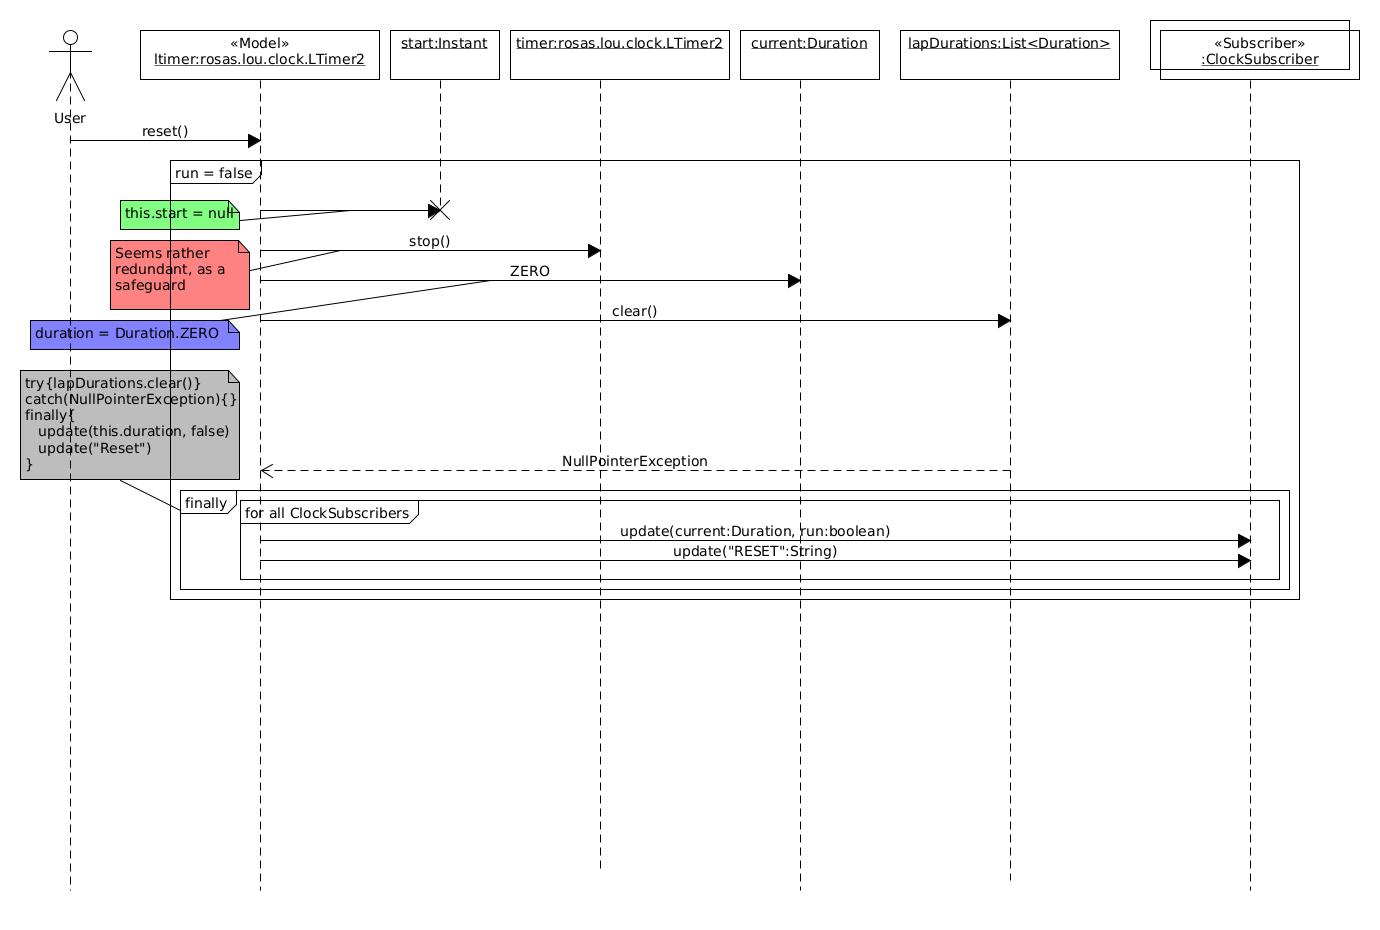 «Model»
ltimer:rosas.lou.clock.LTimer2
start:Instant
timer:rosas.lou.clock.LTimer2
current:Duration
lapDurations:List<Duration>
«Subscriber»
:ClockSubscriber
User
reset()
run = false
this.start = null
stop()
Seems rather
redundant, as a
safeguard
ZERO
clear()
duration = Duration.ZERO
try{lapDurations.clear()}
catch(NullPointerException){}
finally{
update(this.duration, false)
update("Reset")
}
NullPointerException
finally
for all ClockSubscribers
update(current:Duration, run:boolean)
update("RESET":String)